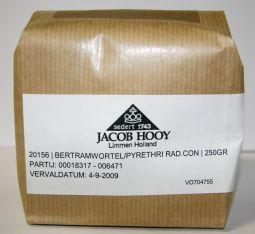 sedert 1743
JACOB HOOY
Limmen Holland
20156 | BERTRAMWORTEL/PYRETHRI RAD.CON | 250GR
PARTIJ: 00018317 - 006471
VERVALDATUM: 4-9-2009
VO704755